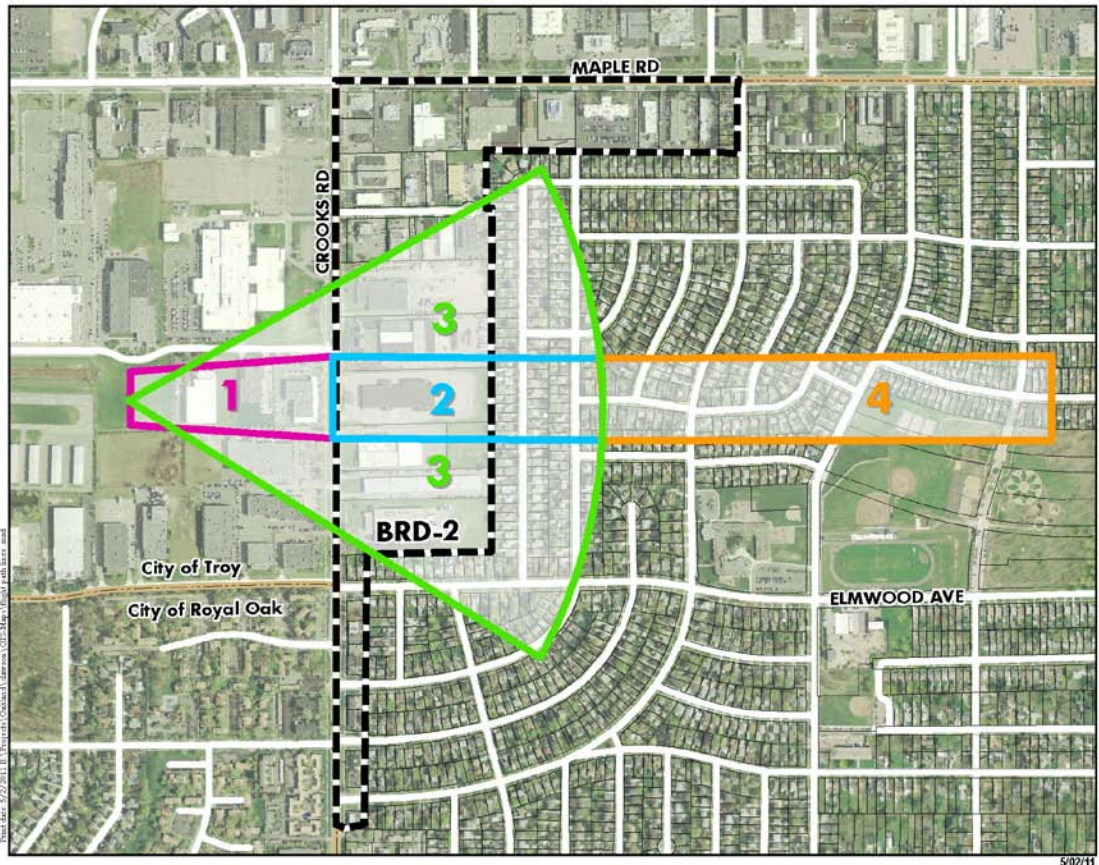 MAPLE RD
CROOKS RD
3
1
2
4
3
BRD-2
City of Troy
City of Royal Oak
ELMWOOD AVE
5/02/11